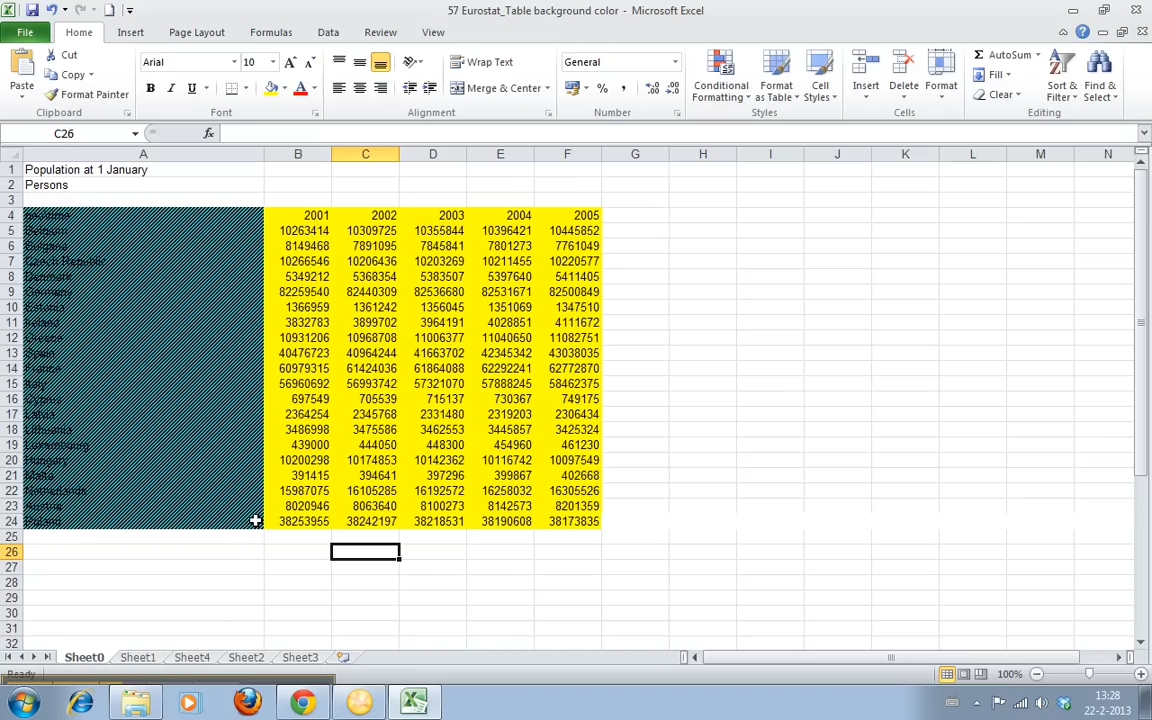 57 Eurostat_Table background color - Microsoft Excel
File Home Insert Page Layout Formulas Data Review View
Paste Cut Copy Format Painter Clipboard
Arial 10 A A B I U A Font
Wrap Text Merge & Center Alignment
General % , Number
Conditional Formatting Format as Table Cell Styles Styles
Insert Delete Format Cells
Σ AutoSum Fill Clear Sort & Filter Find & Select Editing
C26 fx
A B C D E F G H I J K L M N
1 Population at 1 January
2 Persons
3
4 geo\time 2001 2002 2003 2004 2005
5 Belgium 10263414 10309725 10355844 10396421 10445852
6 Bulgaria 8149468 7891095 7845841 7801273 7761049
7 Czech Republic 10266546 10206436 10203269 10211455 10220577
8 Denmark 5349212 5368354 5383507 5397640 5411405
9 Germany 82259540 82440309 82536680 82531671 82500849
10 Estonia 1366959 1361242 1356045 1351069 1347510
11 Ireland 3832783 3899702 3964191 4028851 4111672
12 Greece 10931206 10968708 11006377 11040650 11082751
13 Spain 40476723 40964244 41663702 42345342 43038035
14 France 60979315 61424036 61864088 62292241 62772870
15 Italy 56960692 56993742 57321070 57888245 58462375
16 Cyprus 697549 705539 715137 730367 749175
17 Latvia 2364254 2345768 2331480 2319203 2306434
18 Lithuania 3486998 3475586 3462553 3445857 3425324
19 Luxembourg 439000 444050 448300 454960 461230
20 Hungary 10200298 10174853 10142362 10116742 10097549
21 Malta 391415 394641 397296 399867 402668
22 Netherlands 15987075 16105285 16192572 16258032 16305526
23 Austria 8020946 8063640 8100273 8142573 8201359
24 Poland 38253955 38242197 38218531 38190608 38173835
25
26
27
28
29
30
31
32
Sheet0 Sheet1 Sheet4 Sheet2 Sheet3
Ready 100%
13:28
22-2-2013